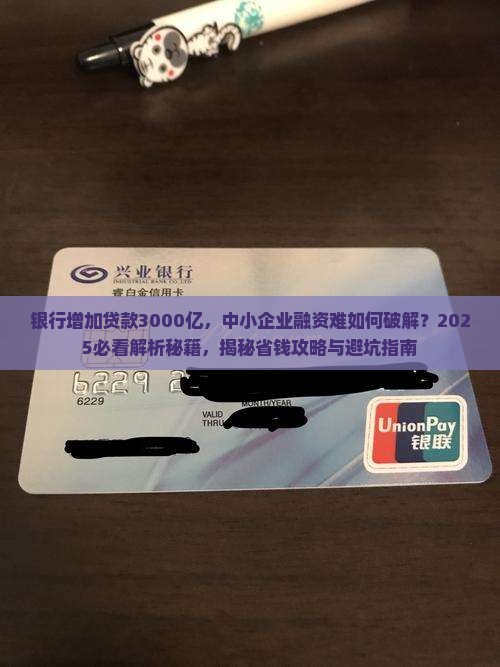 兴业银行
INDUSTRIAL BANK CO.,LTD.
睿白金信用卡
银行增加贷款3000亿，中小企业融资难如何破解？202
5必看解析秘籍，揭秘省钱攻略与避坑指南
6229 2
6229
MONTH/YEAR
VALID
THRU
UnionPay
银联